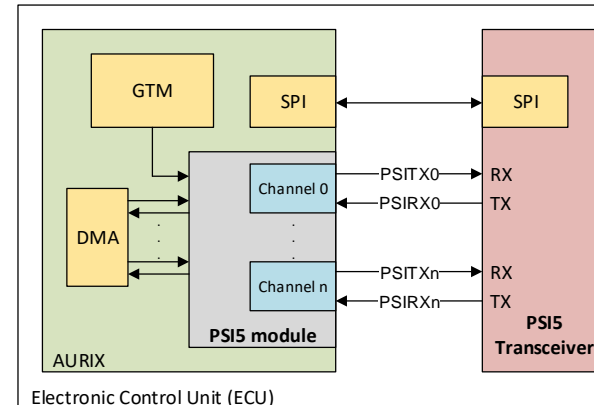 GTM
SPI
SPI
Channel 0
PSITX0
RX
PSIRX0
TX
DMA
Channel n
PSITXn
RX
PSIRXn
TX
PSI5 module
PSI5
Transceiver
AURIX
Electronic Control Unit (ECU)